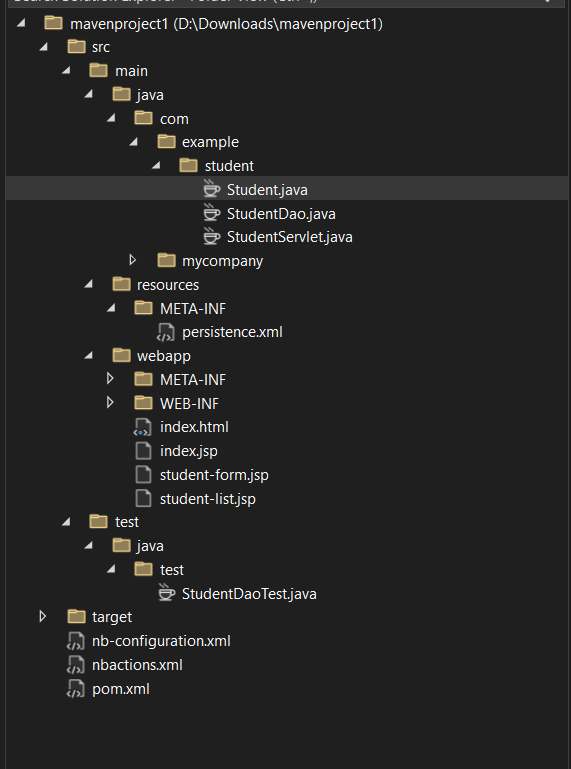 mavenproject1 (D:\Downloads\mavenproject1)
src
main
java
com
example
student
Student.java
StudentDao.java
StudentServlet.java
mycompany
resources
META-INF
persistence.xml
webapp
META-INF
WEB-INF
index.html
index.jsp
student-form.jsp
student-list.jsp
test
java
test
StudentDaoTest.java
target
nb-configuration.xml
nbactions.xml
pom.xml